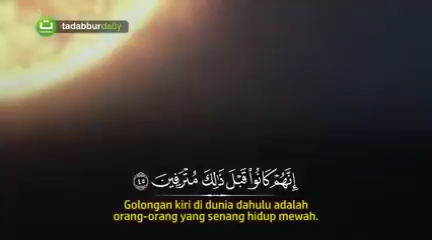 tadabburdaily
إِنَّهُمْ كَانُوا۟ قَبْلَ ذَٰلِكَ مُتْرَفِينَ ٤٥
Golongan kiri di dunia dahulu adalah
orang-orang yang senang hidup mewah.